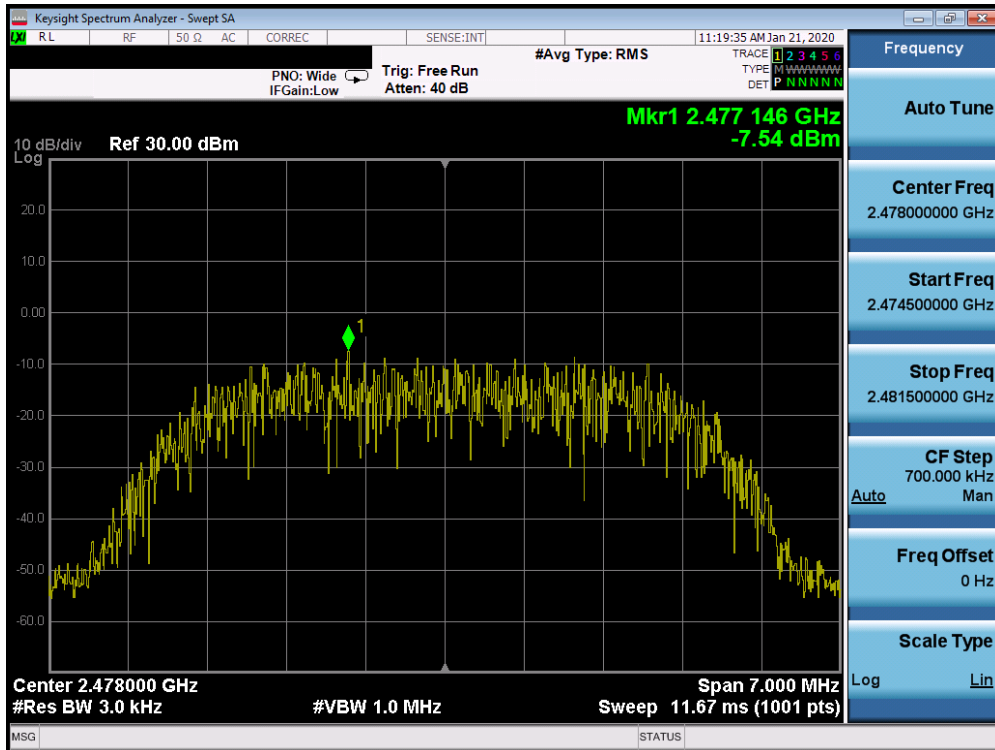 Keysight Spectrum Analyzer - Swept SA
LXI RL RF 50 Ω AC CORREC SENSE:INT 11:19:35 AM Jan 21, 2020
#Avg Type: RMS TRACE 1 2 3 4 5 6
PNO: Wide Trig: Free Run TYPE M WWWWW
IFGain:Low Atten: 40 dB DET P N N N N N
Mkr1 2.477 146 GHz
-7.54 dBm
10 dB/div Ref 30.00 dBm
Log
20.0
10.0
0.00
-10.0
-20.0
-30.0
-40.0
-50.0
-60.0
1
Center 2.478000 GHz Span 7.000 MHz
#Res BW 3.0 kHz #VBW 1.0 MHz Sweep 11.67 ms (1001 pts)
MSG STATUS
Frequency
Auto Tune
Center Freq
2.478000000 GHz
Start Freq
2.474500000 GHz
Stop Freq
2.481500000 GHz
CF Step
700.000 kHz
Auto Man
Freq Offset
0 Hz
Scale Type
Log Lin